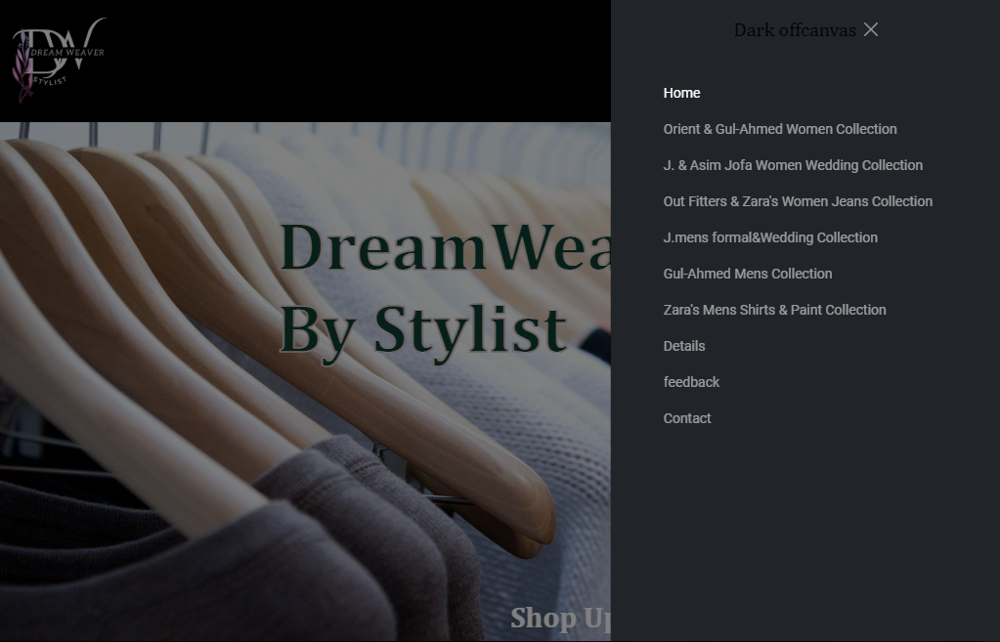 DW
DREAM WEAVER
STYLIST
DreamWea
By Stylist
Shop Up
Dark offcanvas
Home
Orient & Gul-Ahmed Women Collection
J. & Asim Jofa Women Wedding Collection
Out Fitters & Zara's Women Jeans Collection
J.mens formal&Wedding Collection
Gul-Ahmed Mens Collection
Zara's Mens Shirts & Paint Collection
Details
feedback
Contact